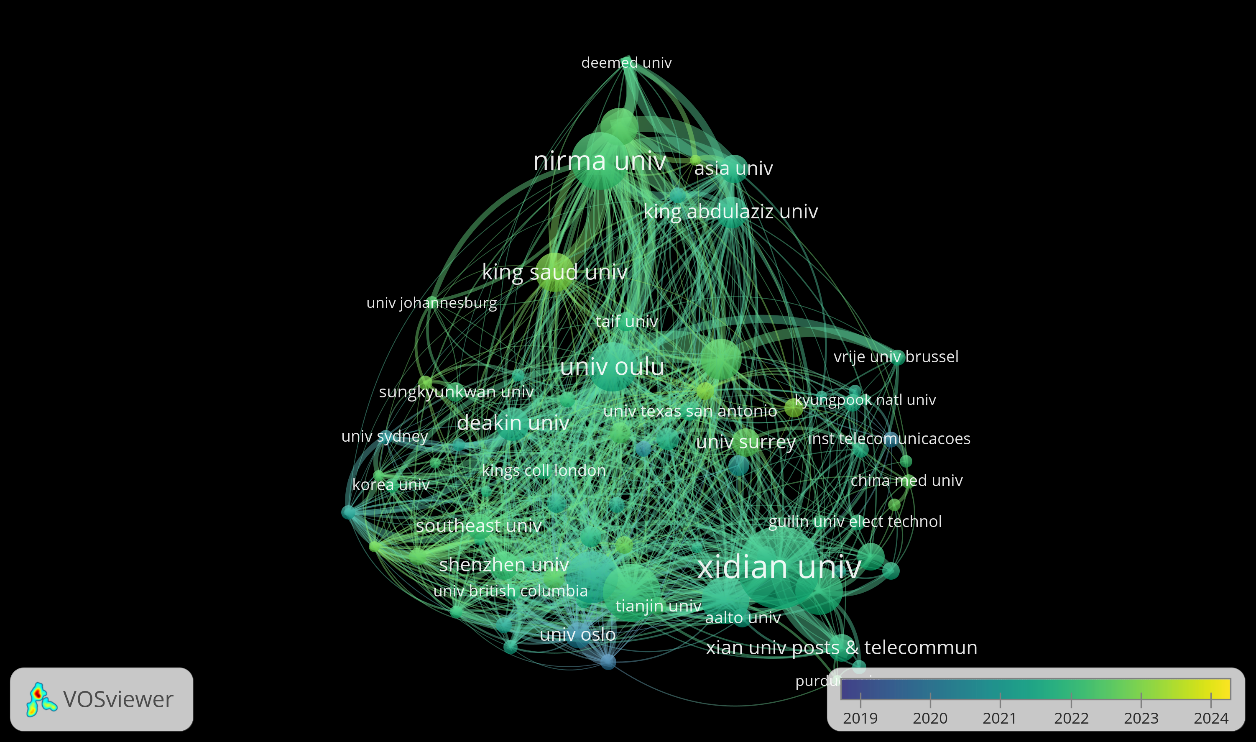 deemed univ
nirma univ
asia univ
king abdulaziz univ
king saud univ
univ johannesburg
taif univ
vrije univ brussel
univ oulu
sungkyunkwan univ
kyungpook natl univ
univ texas san antonio
deakin univ
univ sydney
univ surrey
inst telecomunicacoes
kings coll london
korea univ
china med univ
southeast univ
guilin univ elect technol
shenzhen univ
xidian univ
univ british columbia
tianjin univ
aalto univ
univ oslo
xian univ posts & telecommun
VOSviewer
2019 2020 2021 2022 2023 2024